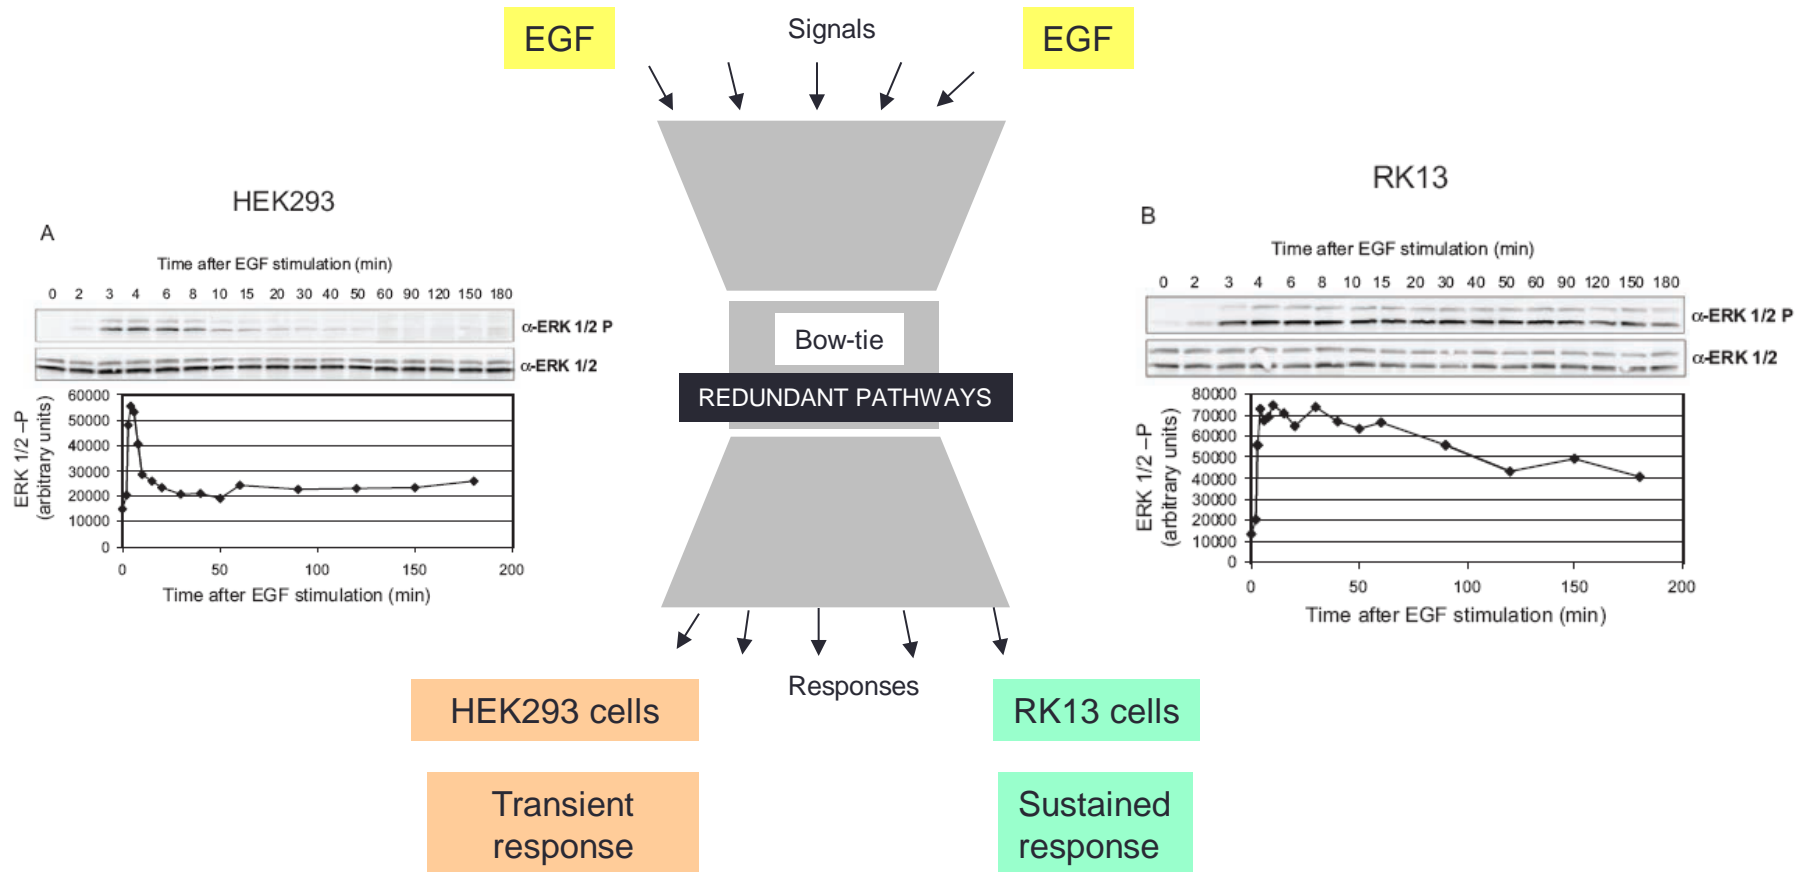 EGF
Signals
EGF
HEK293
A
Time after EGF stimulation (min)
0 2 3 4 6 8 10 15 20 30 40 50 60 90 120 150 180
α-ERK 1/2 P
α-ERK 1/2
60000
50000
40000
30000
20000
10000
0
ERK 1/2 –P
(arbitrary units)
0 50 100 150 200
Time after EGF stimulation (min)
Bow-tie
REDUNDANT PATHWAYS
RK13
B
Time after EGF stimulation (min)
0 2 3 4 6 8 10 15 20 30 40 50 60 90 120 150 180
α-ERK 1/2 P
α-ERK 1/2
80000
70000
60000
50000
40000
30000
20000
10000
0
ERK 1/2 –P
(arbitrary units)
0 50 100 150 200
Time after EGF stimulation (min)
Responses
HEK293 cells
RK13 cells
Transient
response
Sustained
response